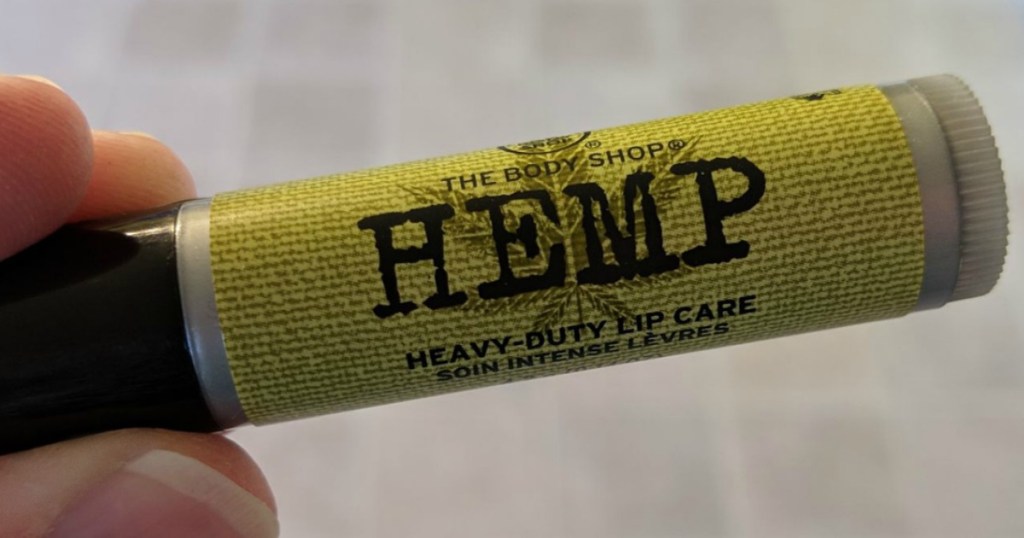 THE BODY SHOP®
HEMP
HEAVY-DUTY LIP CARE
SOIN INTENSE LÈVRES